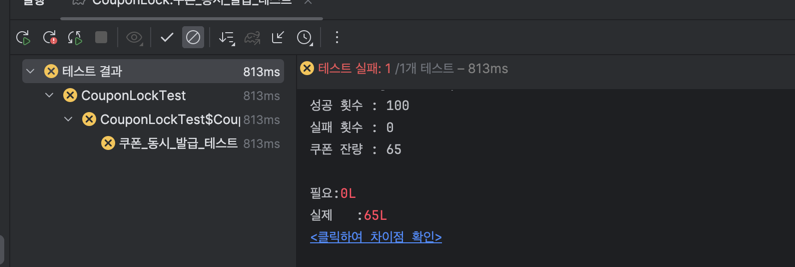 CouponLock.쿠폰_동시_발급_테스트
테스트 결과 813ms
CouponLockTest 813ms
CouponLockTest$Coup 813ms
쿠폰_동시_발급_테스트 813ms
테스트 실패: 1 /1개 테스트 – 813ms
성공 횟수 : 100
실패 횟수 : 0
쿠폰 잔량 : 65
필요:0L
실제 :65L
<클릭하여 차이점 확인>